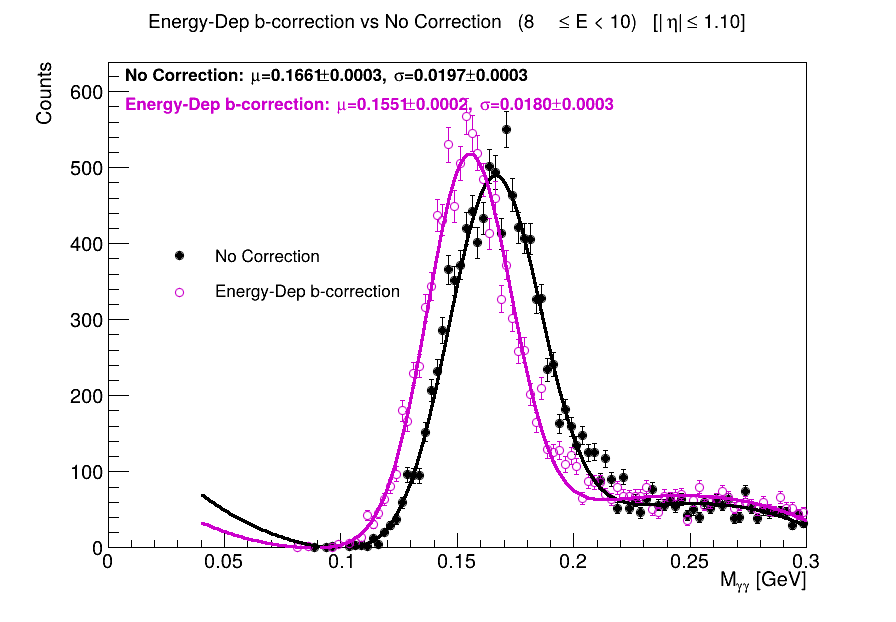 Energy-Dep b-correction vs No Correction (8 ≤ E < 10) [|η| ≤ 1.10]
No Correction: μ=0.1661±0.0003, σ=0.0197±0.0003
Energy-Dep b-correction: μ=0.1551±0.0002, σ=0.0180±0.0003
Counts
600
500
400
300
200
100
0
No Correction
Energy-Dep b-correction
0 0.05 0.1 0.15 0.2 0.25 0.3
Mγγ [GeV]